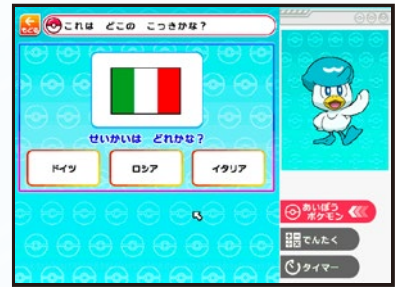 もどる
これは どこの こっきかな？
せいかいは どれかな？
ドイツ
ロシア
イタリア
あいぼう
ポケモン
でんたく
タイマー